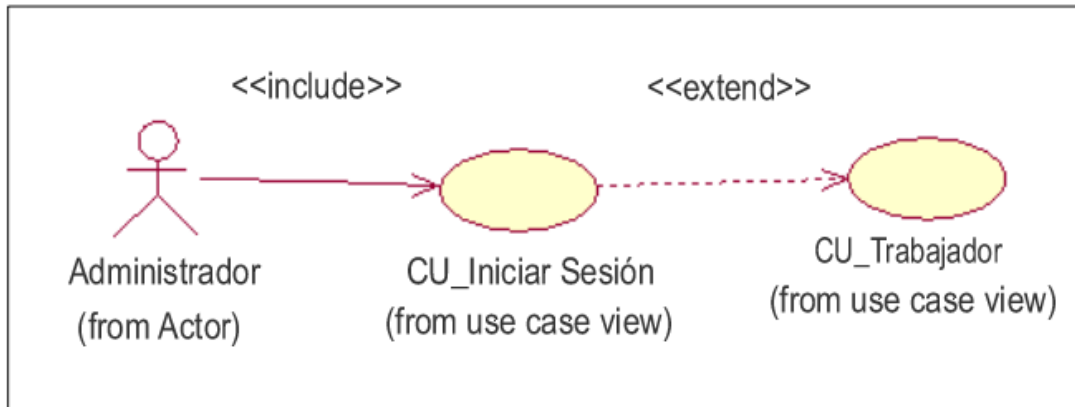 <<include>>
<<extend>>
Administrador
(from Actor)
CU_Iniciar Sesión
(from use case view)
CU_Trabajador
(from use case view)